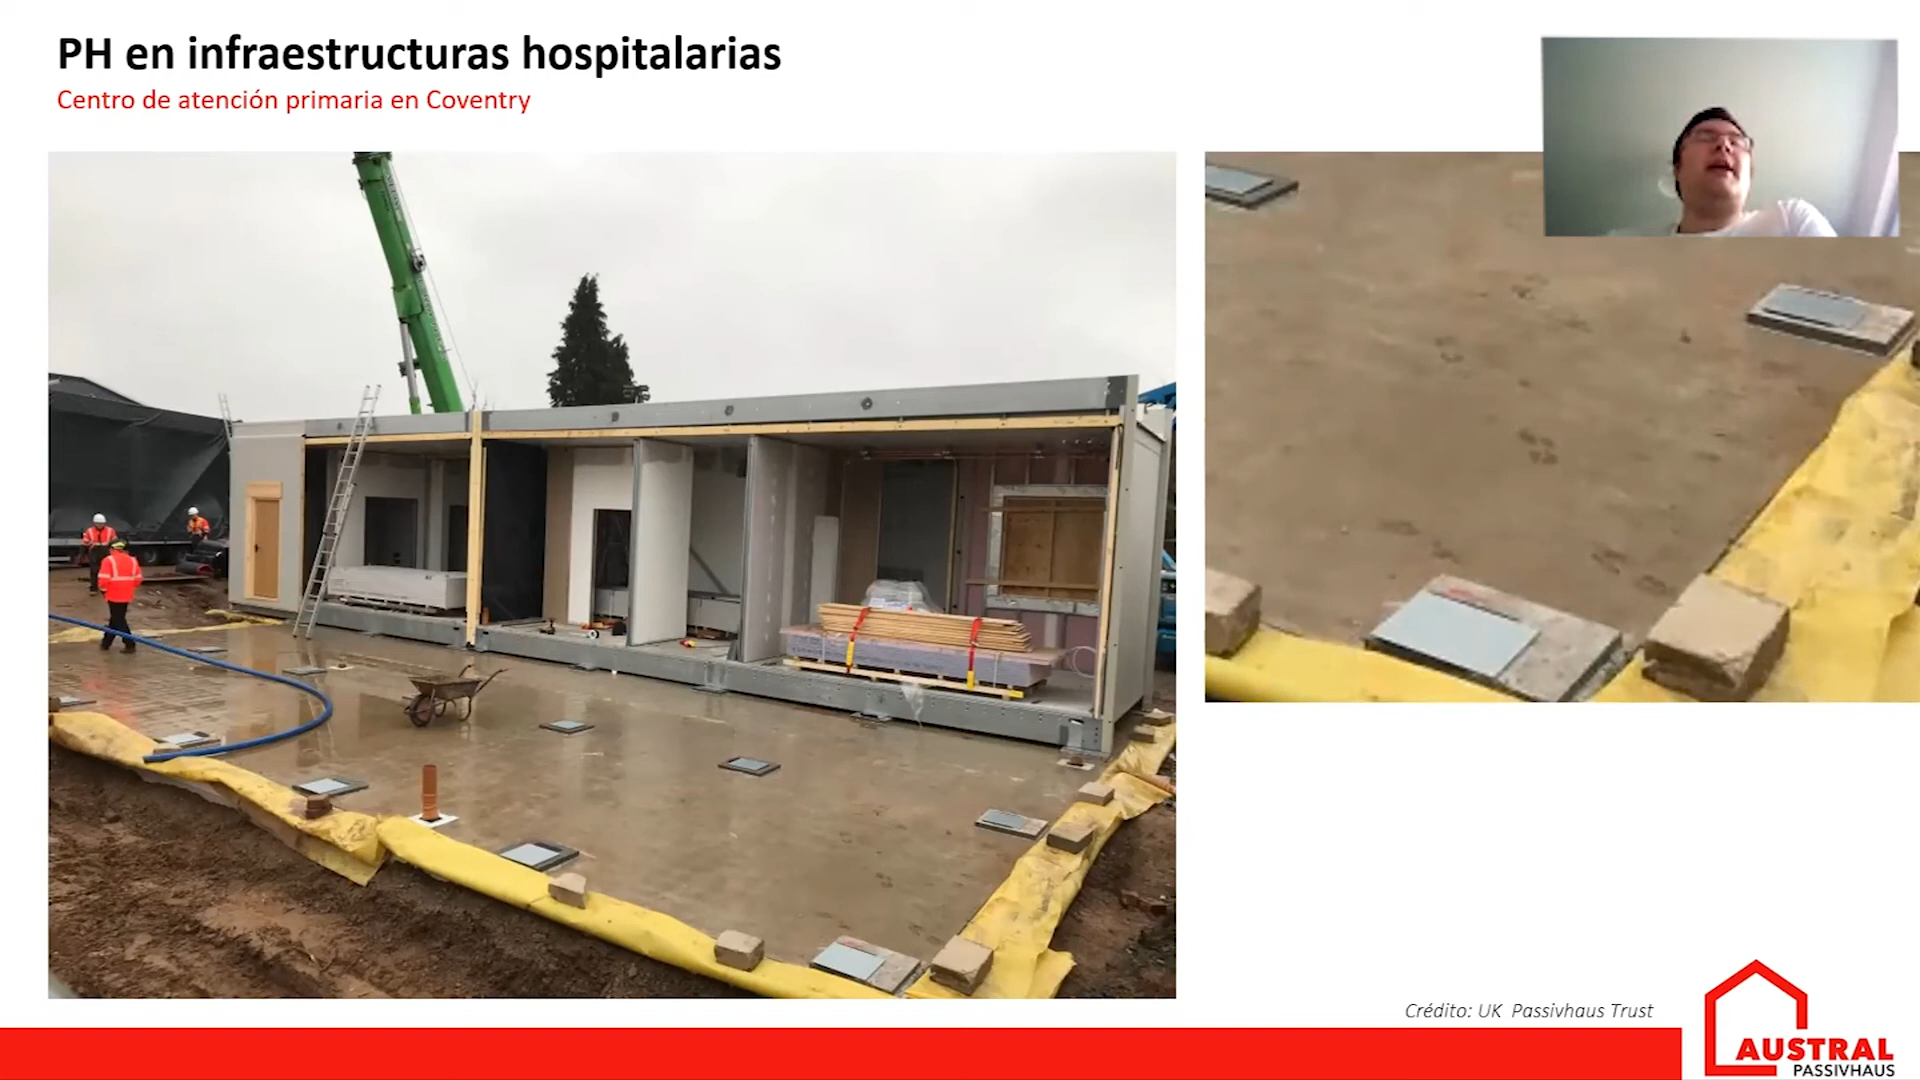 PH en infraestructuras hospitalarias
Centro de atención primaria en Coventry
Crédito: UK Passivhaus Trust
AUSTRAL
PASSIVHAUS